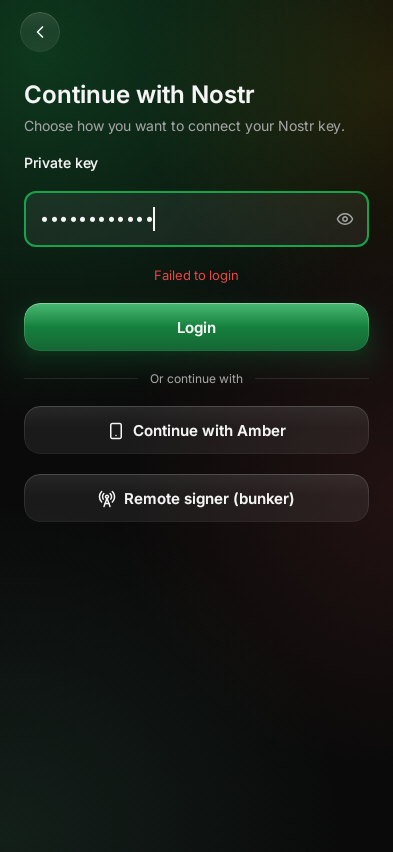 Continue with Nostr
Choose how you want to connect your Nostr key.
Private key
••••••••••••
Failed to login
Login
Or continue with
Continue with Amber
Remote signer (bunker)